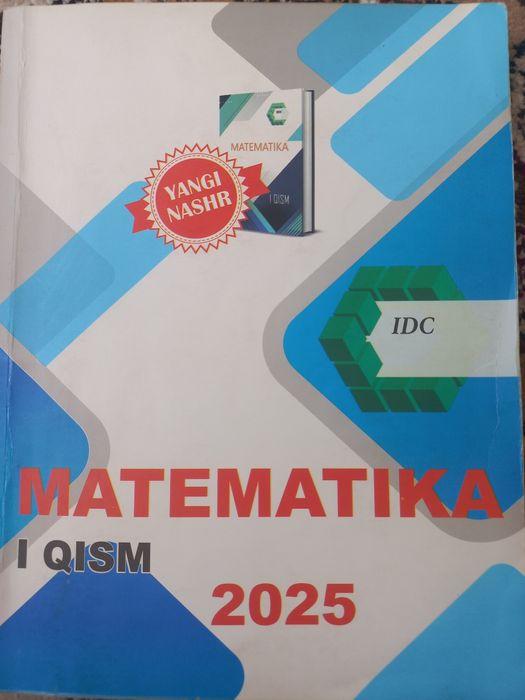 MATEMATIKA
I QISM
YANGI
NASHR
IDC
MATEMATIKA
I QISM
2025